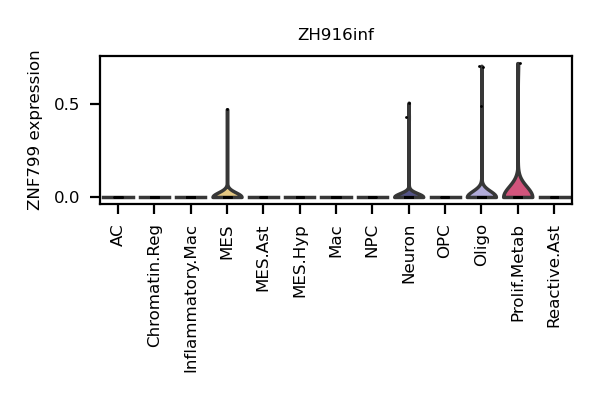 ZH916inf
ZNF799 expression
0.5
0.0
AC
Chromatin.Reg
Inflammatory.Mac
MES
MES.Ast
MES.Hyp
Mac
NPC
Neuron
OPC
Oligo
Prolif.Metab
Reactive.Ast